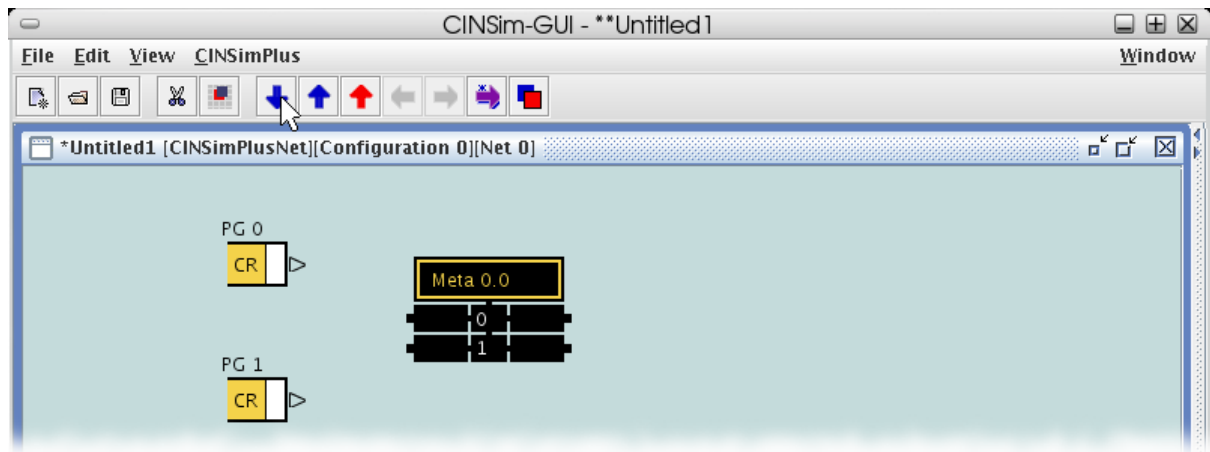 CINSim-GUI - **Untitled1
File Edit View CINSimPlus Window
*Untitled1 [CINSimPlusNet][Configuration 0][Net 0]
PG 0
CR
Meta 0.0
0
1
PG 1
CR